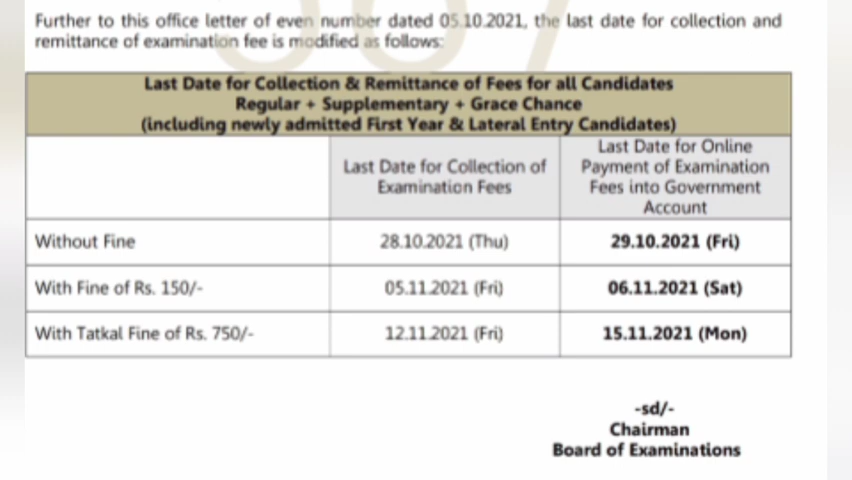 Further to this office letter of even number dated 05.10.2021, the last date for collection and
remittance of examination fee is modified as follows:
Last Date for Collection & Remittance of Fees for all Candidates
Regular + Supplementary + Grace Chance
(including newly admitted First Year & Lateral Entry Candidates)
Last Date for Collection of
Examination Fees
Last Date for Online
Payment of Examination
Fees into Government
Account
Without Fine 28.10.2021 (Thu) 29.10.2021 (Fri)
With Fine of Rs. 150/- 05.11.2021 (Fri) 06.11.2021 (Sat)
With Tatkal Fine of Rs. 750/- 12.11.2021 (Fri) 15.11.2021 (Mon)
-sd/-
Chairman
Board of Examinations